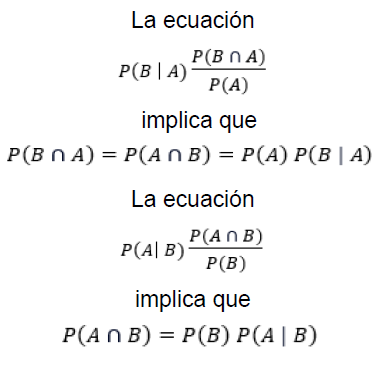 La ecuación
P(B | A) P(B ∩ A) / P(A)
implica que
P(B ∩ A) = P(A ∩ B) = P(A) P(B | A)
La ecuación
P(A| B) P(A ∩ B) / P(B)
implica que
P(A ∩ B) = P(B) P(A | B)